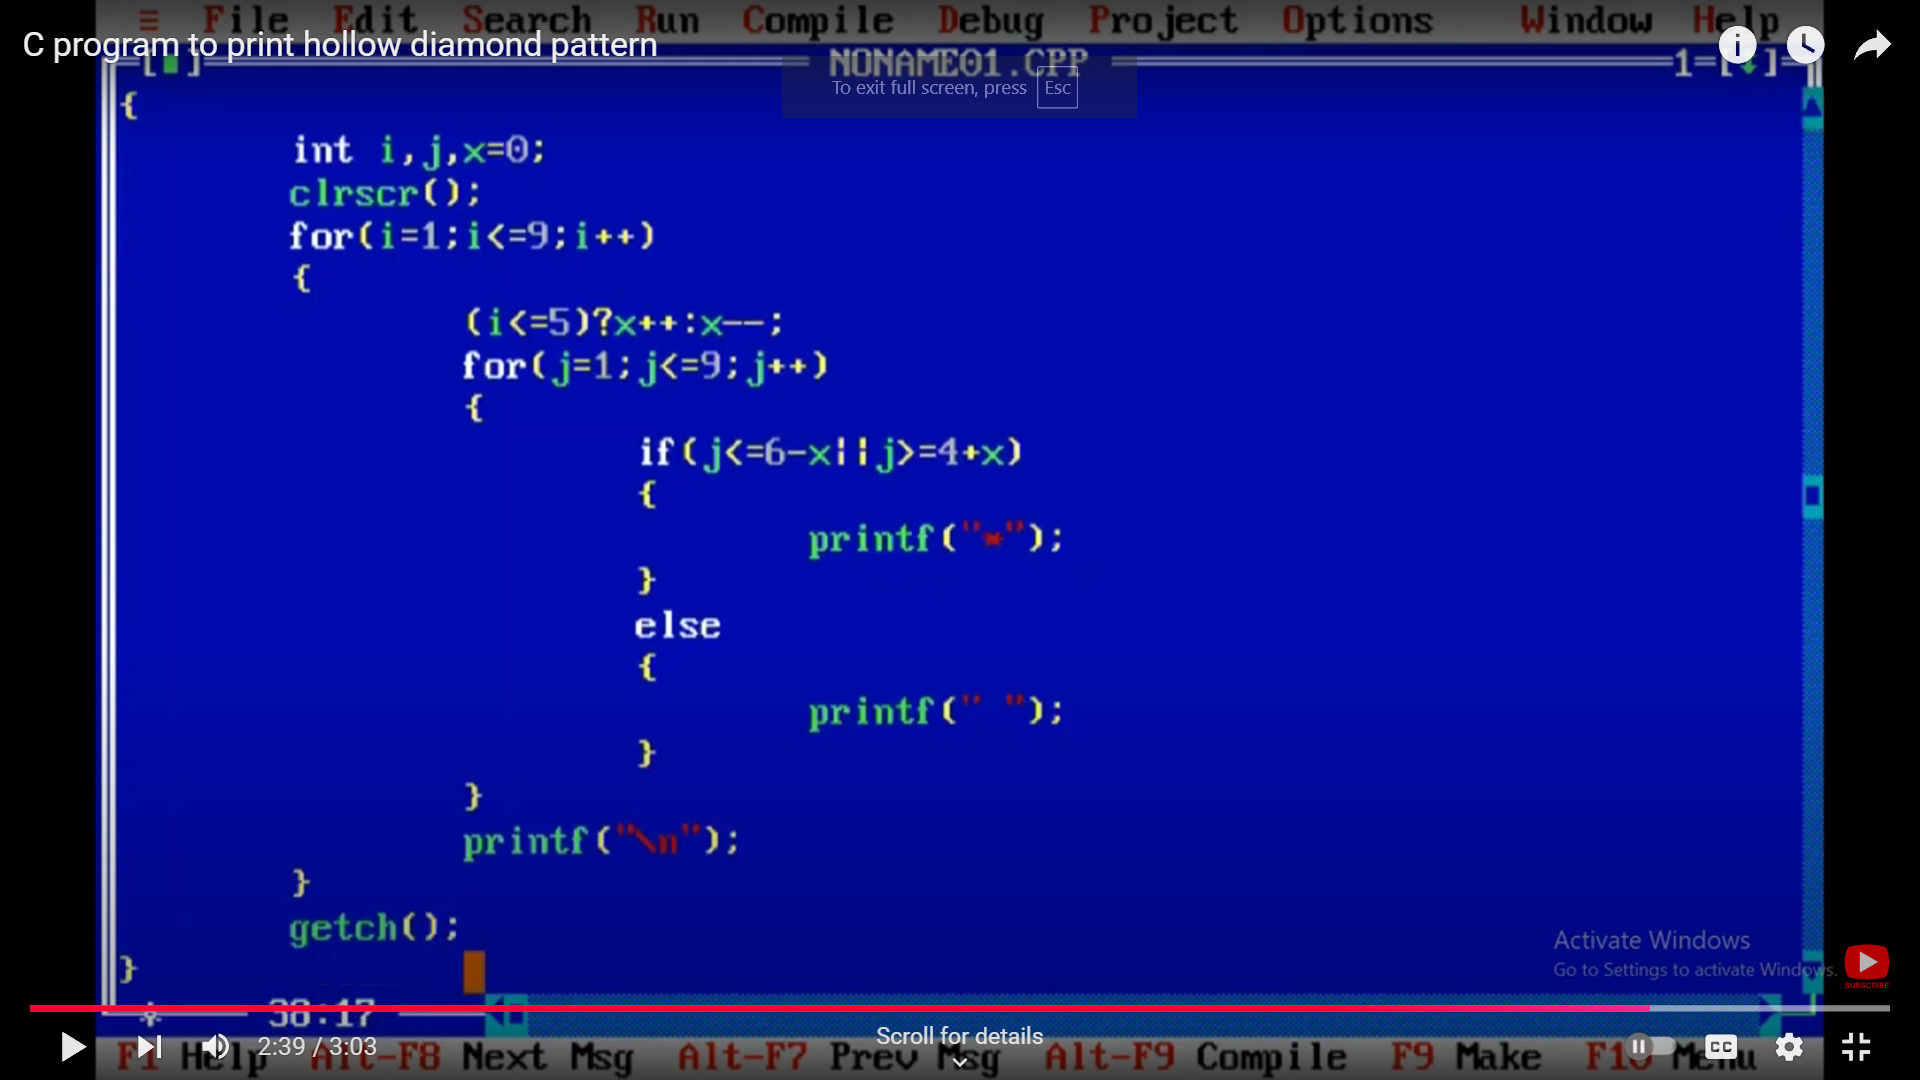 ≡ File Edit Search Run Compile Debug Project Options Window Help
C program to print hollow diamond pattern
[■] NONAME01.CPP 1=[↓]
To exit full screen, press Esc
{
int i,j,x=0;
clrscr();
for(i=1;i<=9;i++)
{
(i<=5)?x++:x--;
for(j=1;j<=9;j++)
{
if(j<=6-x||j>=4+x)
{
printf("*");
}
else
{
printf(" ");
}
}
printf("\n");
}
getch();
}
Activate Windows
Go to Settings to activate Windows.
SUBSCRIBE
38:17
Scroll for details
2:39 / 3:03
CC
F1 Help Alt-F8 Next Msg Alt-F7 Prev Msg Alt-F9 Compile F9 Make F10 Menu